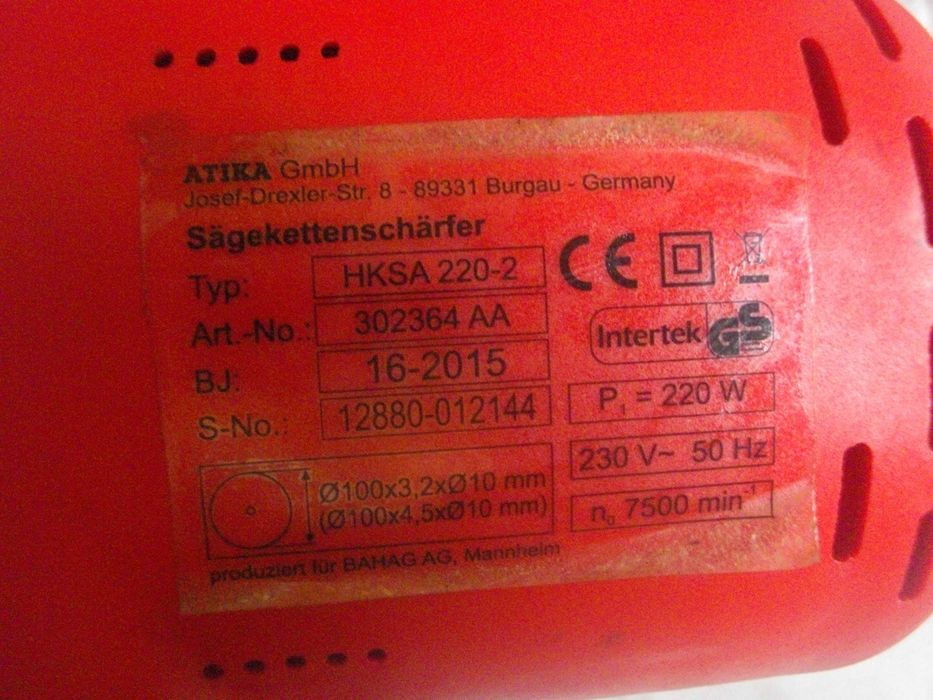 ATIKA GmbH
Josef-Drexler-Str. 8 - 89331 Burgau - Germany
Sägekettenschärfer
Typ: HKSA 220-2
CE
Art.-No.: 302364 AA
Intertek GS
BJ: 16-2015
P₁ = 220 W
S-No.: 12880-012144
230 V~ 50 Hz
Ø100x3,2xØ10 mm
(Ø100x4,5xØ10 mm)
n₀ 7500 min⁻¹
produziert für BAHAG AG, Mannheim